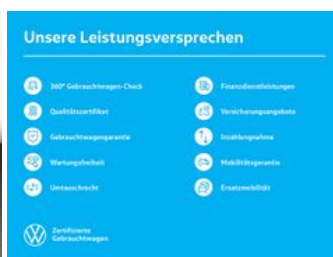 Unsere Leistungsversprechen
360° Gebrauchtwagen-Check
Qualitätszertifikat
Gebrauchtwagengarantie
Wartungsfreiheit
Umtauschrecht
Finanzdienstleistungen
Versicherungsangebote
Inzahlungnahme
Mobilitätsgarantie
Ersatzmobilität
Zertifizierte
Gebrauchtwagen